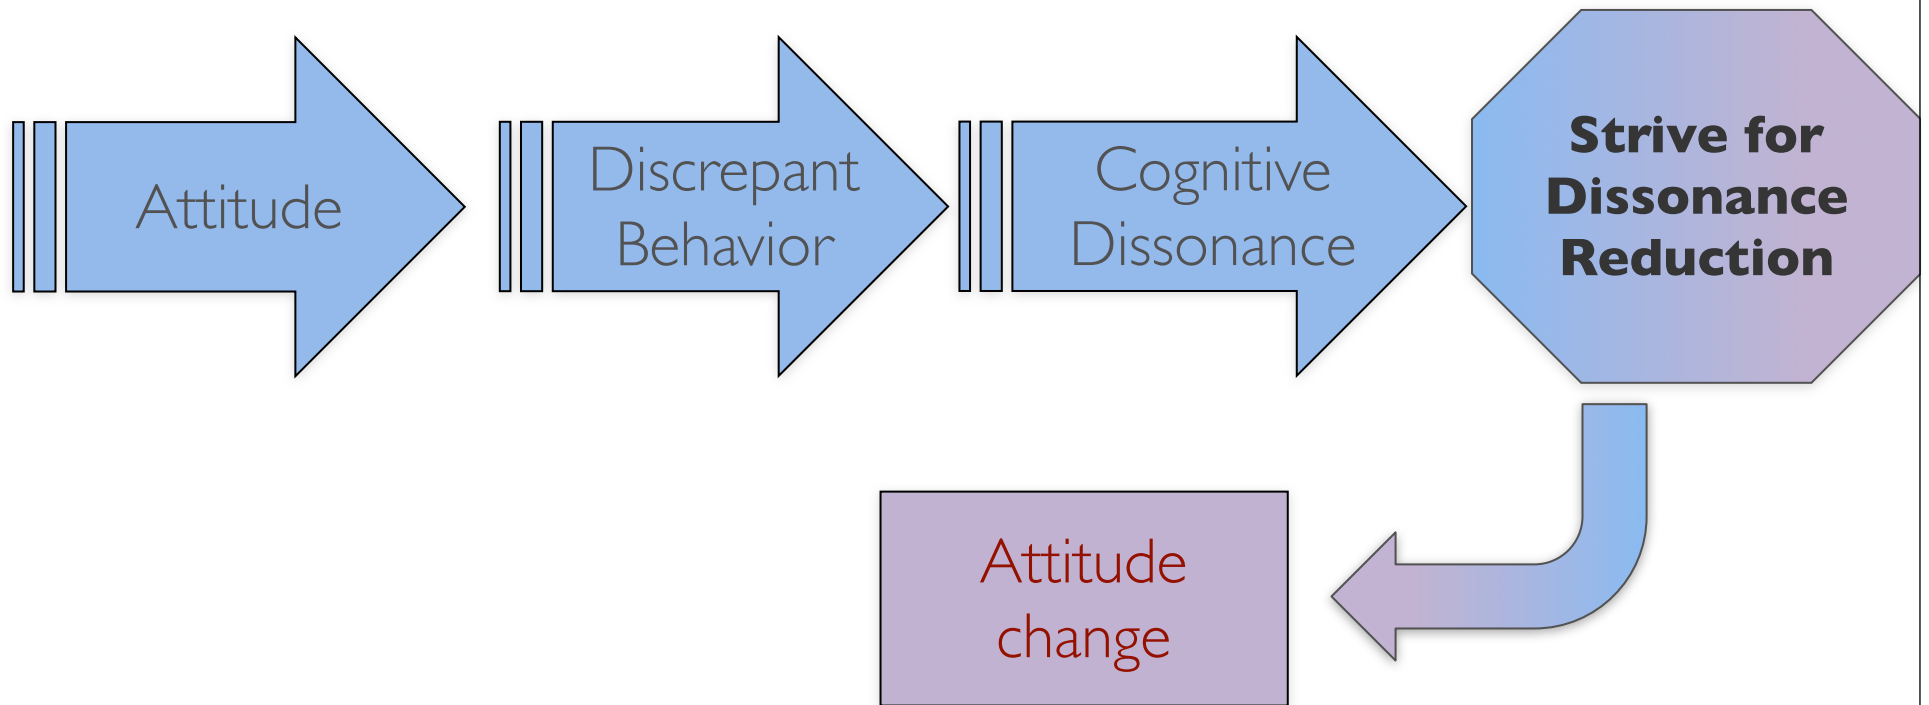 Attitude
Discrepant
Behavior
Cognitive
Dissonance
Strive for
Dissonance
Reduction
Attitude
change